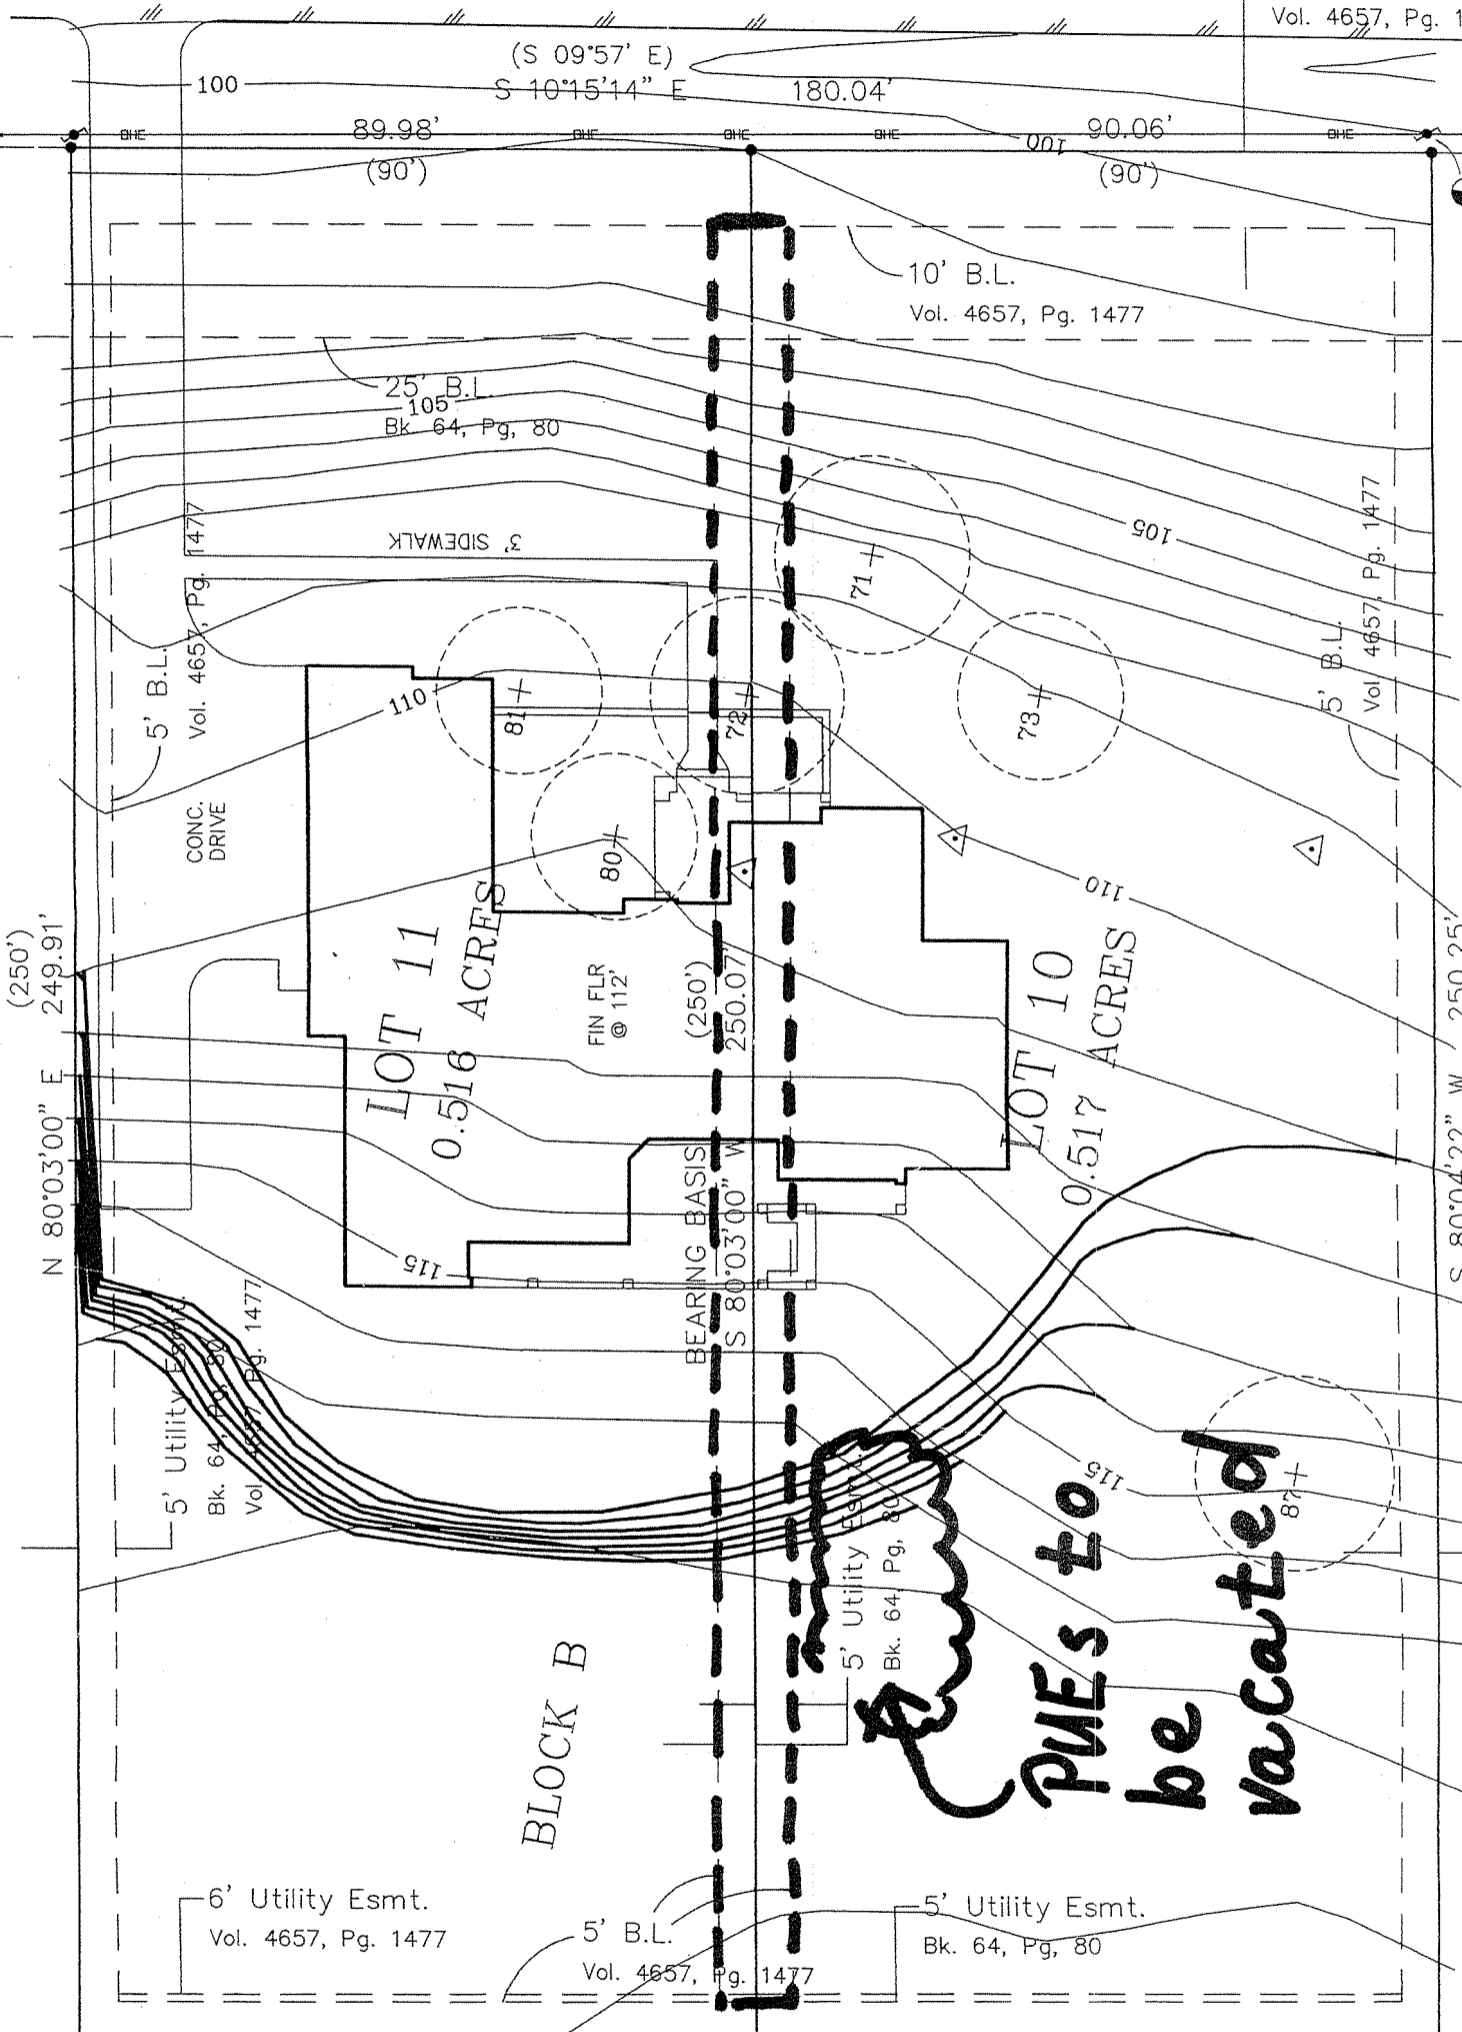 Vol. 4657, Pg. 1
(S 09°57' E)
S 10°15'14" E 180.04'
100
OHE
89.98'
OHE
OHE
OHE
90.06'
OHE
100
(90')
(90')
10' B.L.
Vol. 4657, Pg. 1477
25' B.L.
105
Bk. 64, Pg, 80
3' SIDEWALK
105
5' B.L.
Vol. 4657, Pg. 1477
5' B.L.
Vol. 4657, Pg. 1477
71
72
73
81
80
110
110
CONC.
DRIVE
LOT 11
0.516 ACRES
FIN FLR
@ 112'
(250')
250.07'
LOT 10
0.517 ACRES
(250')
249.91'
N 80°03'00" E
BEARING BASIS
S 80°03'00" W
S 80°04'22" W 250.25'
115
115
87
5' Utility Esmt.
Bk. 64, Pg, 80
Vol. 4657, Pg. 1477
5' Utility Esmt.
Bk. 64, Pg, 80
PUEs to
be
vacated
BLOCK B
6' Utility Esmt.
Vol. 4657, Pg. 1477
5' B.L.
Vol. 4657, Pg. 1477
5' Utility Esmt.
Bk. 64, Pg, 80